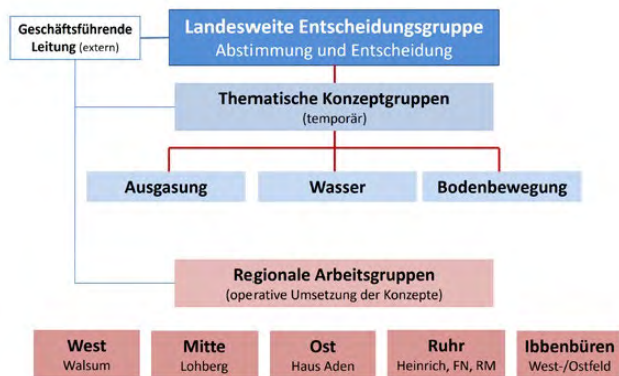 Geschäftsführende
Leitung (extern)
Landesweite Entscheidungsgruppe
Abstimmung und Entscheidung
Thematische Konzeptgruppen
(temporär)
Ausgasung
Wasser
Bodenbewegung
Regionale Arbeitsgruppen
(operative Umsetzung der Konzepte)
West
Walsum
Mitte
Lohberg
Ost
Haus Aden
Ruhr
Heinrich, FN, RM
Ibbenbüren
West-/Ostfeld